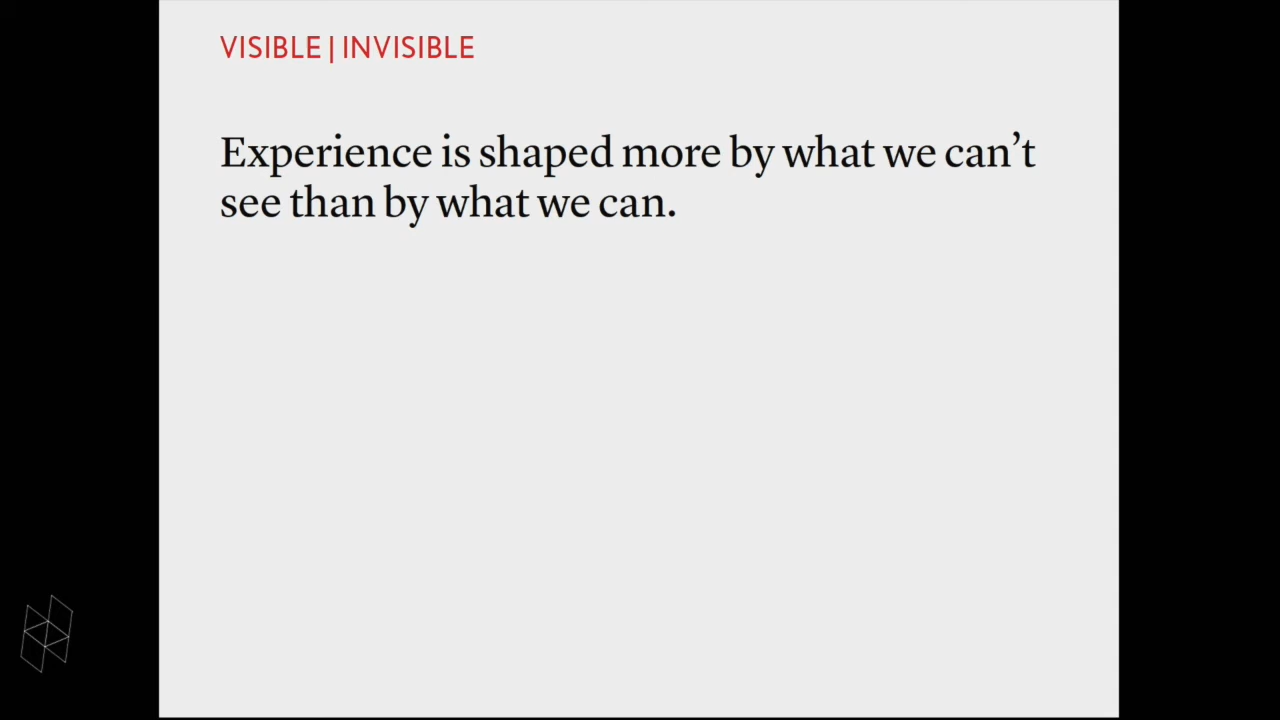 VISIBLE | INVISIBLE
Experience is shaped more by what we can’t
see than by what we can.